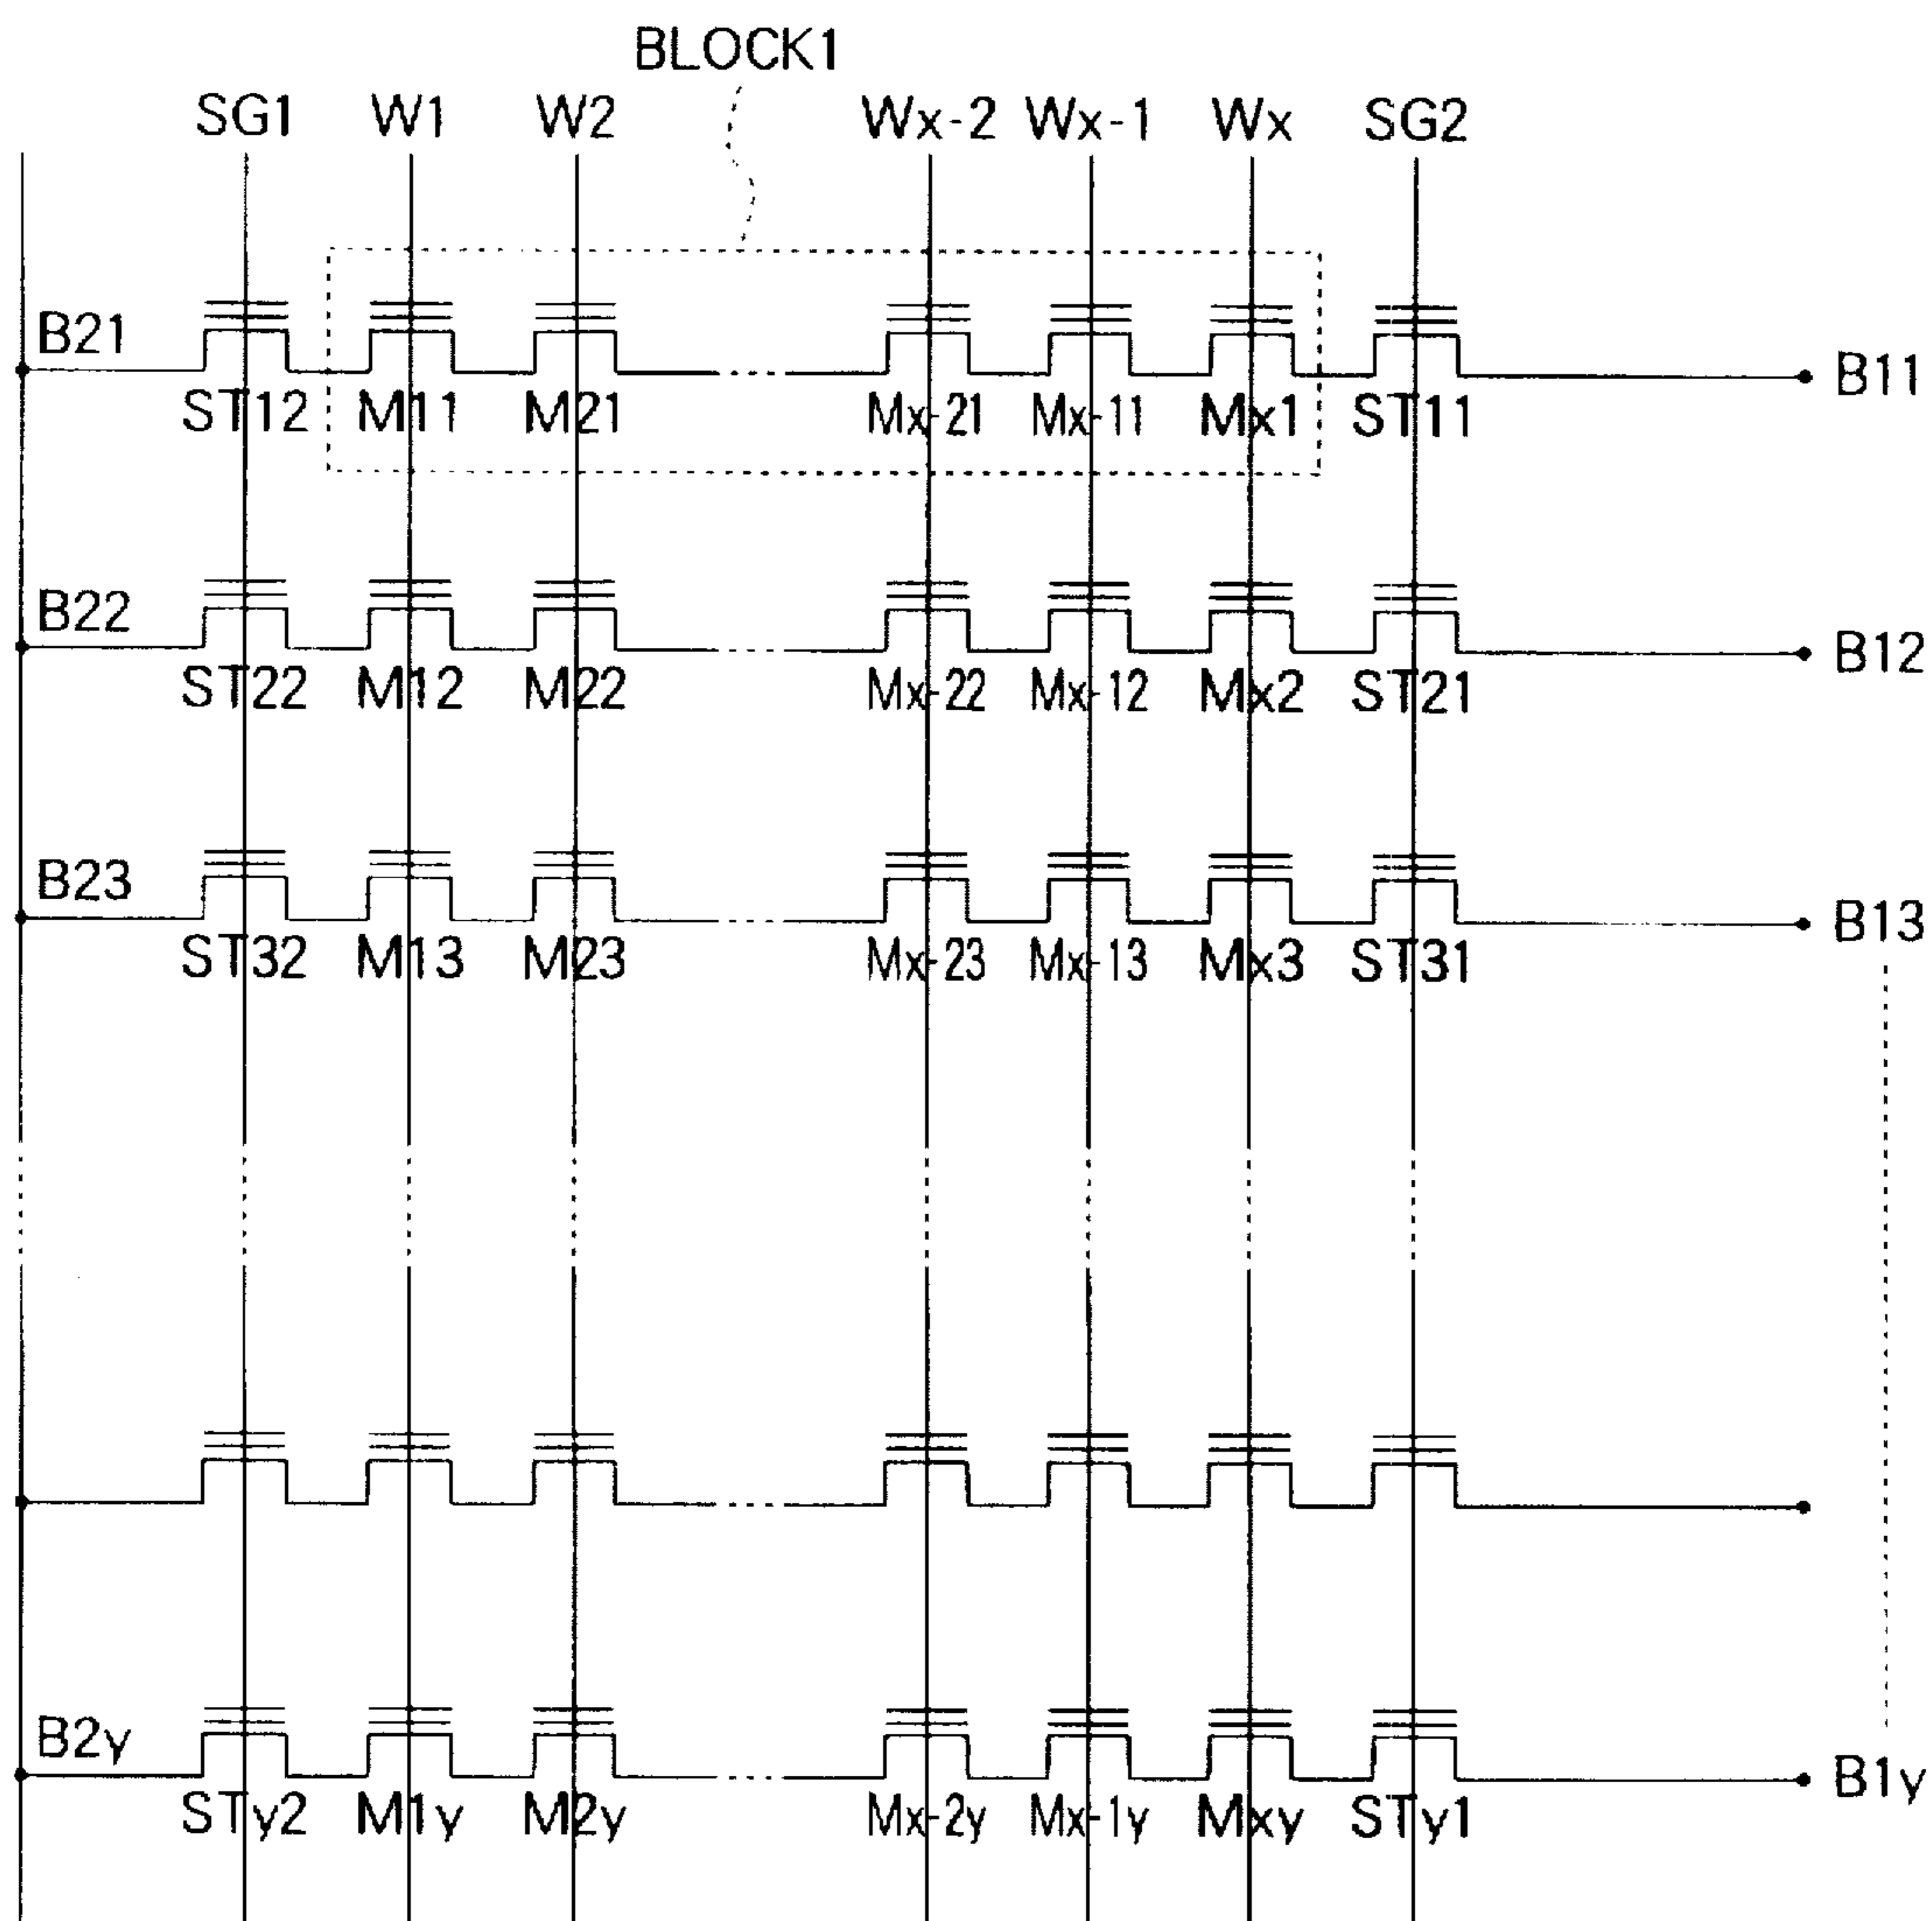 BLOCK1
SG1 W1 W2 Wx-2 Wx-1 Wx SG2
B21 B11
ST12 M11 M21 Mx-21 Mx-11 Mx1 ST11
B22 B12
ST22 M12 M22 Mx-22 Mx-12 Mx2 ST21
B23 B13
ST32 M13 M23 Mx-23 Mx-13 Mx3 ST31
B2y B1y
STy2 M1y M2y Mx-2y Mx-1y Mxy STy1